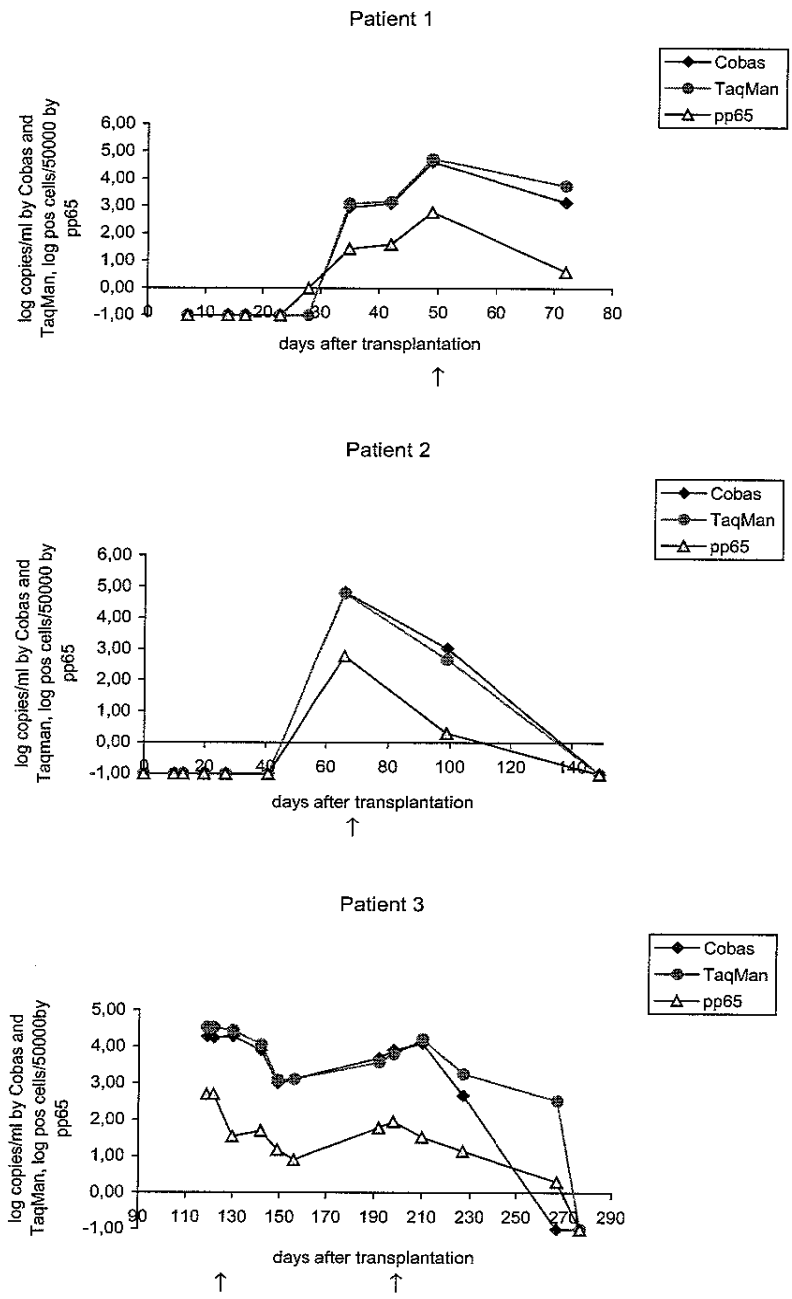 Patient 1
Cobas
TaqMan
pp65
log copies/ml by Cobas and
TaqMan, log pos cells/50000 by
pp65
6,00
5,00
4,00
3,00
2,00
1,00
0,00
-1,00
0 10 20 30 40 50 60 70 80
days after transplantation
↑
Patient 2
Cobas
TaqMan
pp65
log copies/ml by Cobas and
Taqman, log pos cells/50000 by
pp65
6,00
5,00
4,00
3,00
2,00
1,00
0,00
-1,00
0 20 40 60 80 100 120 140
days after transplantation
↑
Patient 3
Cobas
TaqMan
pp65
log copies/ml by Cobas and
TaqMan, log pos cells/50000by
pp65
5,00
4,00
3,00
2,00
1,00
0,00
-1,00
90 110 130 150 170 190 210 230 250 270 290
days after transplantation
↑ ↑